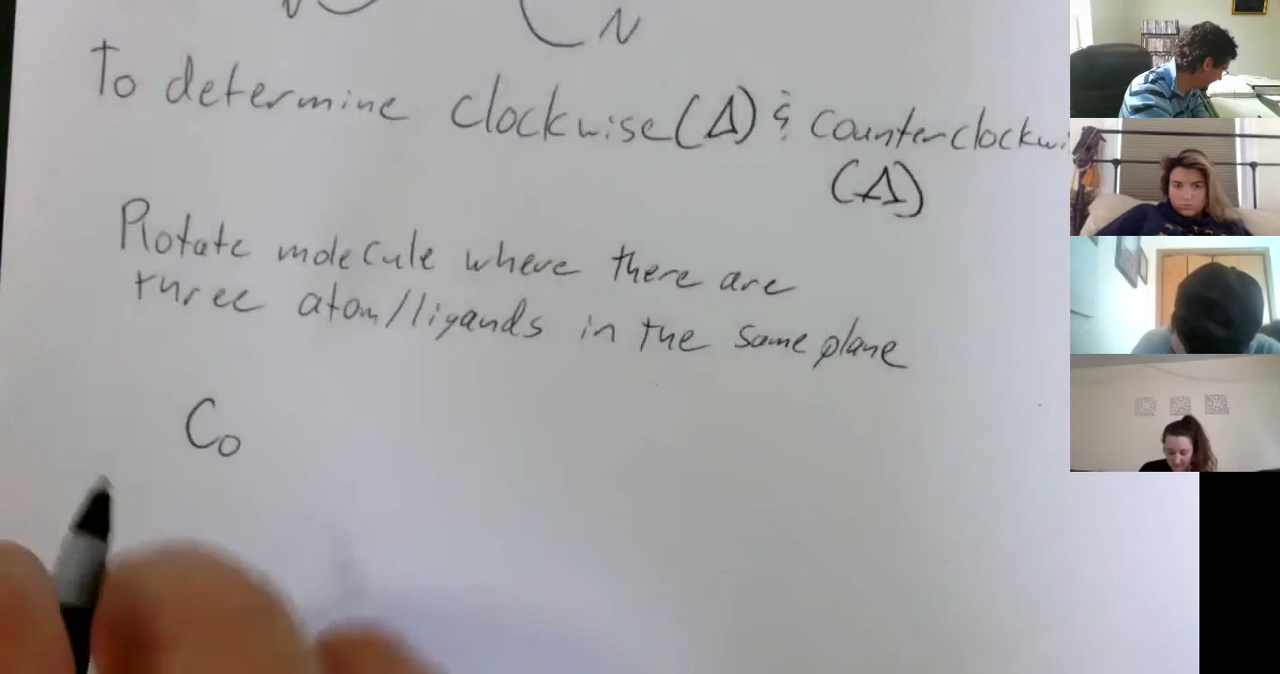 N
To determine clockwise (Δ) & counterclockwi
(Δ)
Rotate molecule where there are
three atom/ligands in the same plane
Co